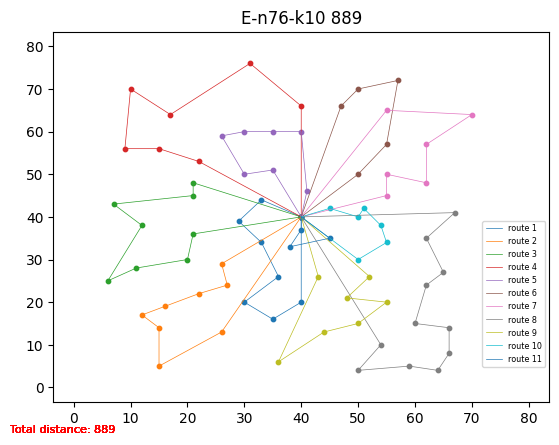 E-n76-k10 889
80
70
60
50
40
30
20
10
0
0 10 20 30 40 50 60 70 80
route 1
route 2
route 3
route 4
route 5
route 6
route 7
route 8
route 9
route 10
route 11
Total distance: 889